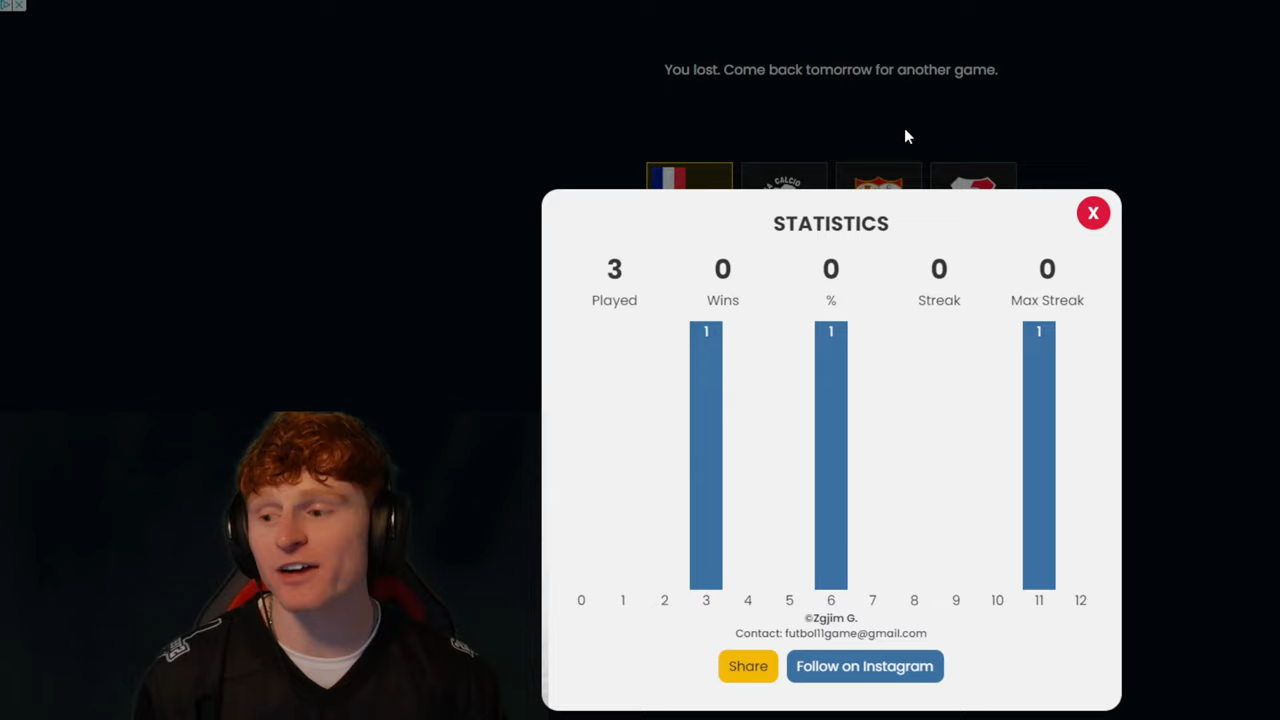 You lost. Come back tomorrow for another game.
CALCIO
STATISTICS
X
3 0 0 0 0
Played Wins % Streak Max Streak
1 1 1
0 1 2 3 4 5 6 7 8 9 10 11 12
©Zgjim G.
Contact: futbol11game@gmail.com
Share Follow on Instagram